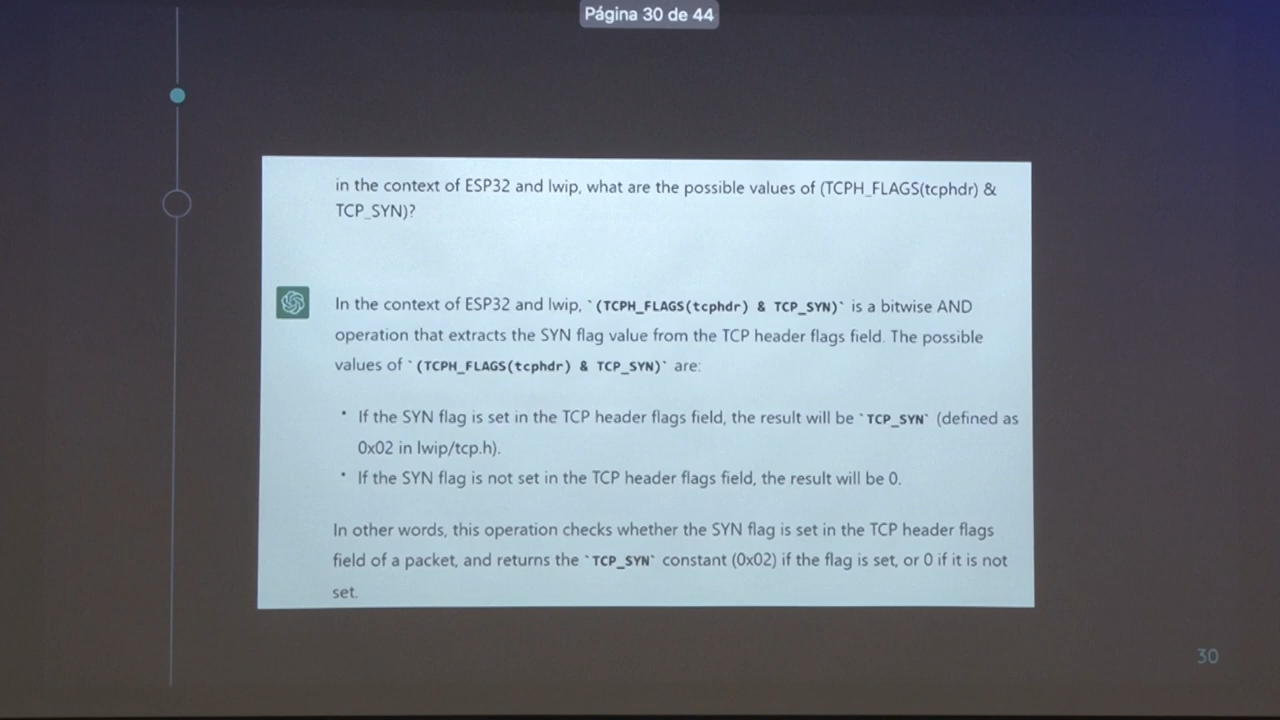 Página 30 de 44
in the context of ESP32 and lwip, what are the possible values of (TCPH_FLAGS(tcphdr) &
TCP_SYN)?
In the context of ESP32 and lwip, `(TCPH_FLAGS(tcphdr) & TCP_SYN)` is a bitwise AND
operation that extracts the SYN flag value from the TCP header flags field. The possible
values of `(TCPH_FLAGS(tcphdr) & TCP_SYN)` are:
• If the SYN flag is set in the TCP header flags field, the result will be `TCP_SYN` (defined as
0x02 in lwip/tcp.h).
• If the SYN flag is not set in the TCP header flags field, the result will be 0.
In other words, this operation checks whether the SYN flag is set in the TCP header flags
field of a packet, and returns the `TCP_SYN` constant (0x02) if the flag is set, or 0 if it is not
set.
30